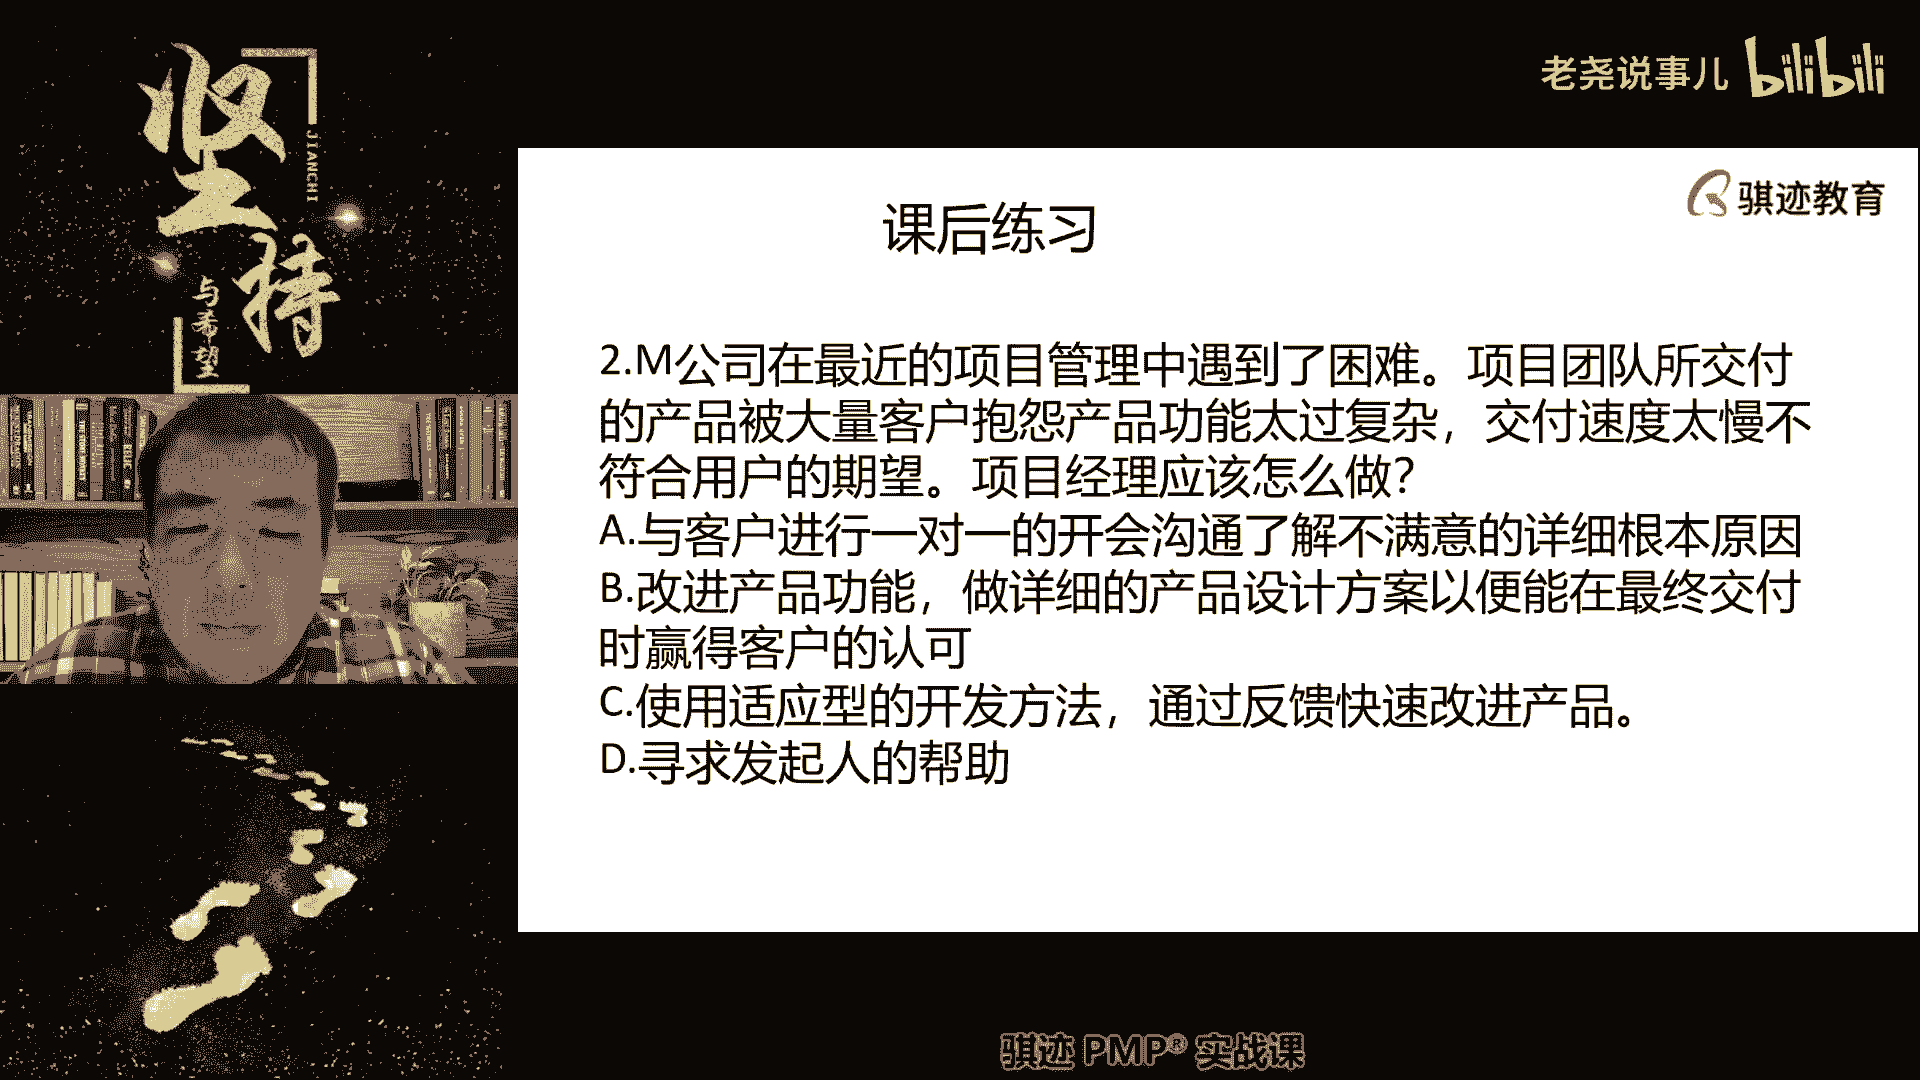 坚持
JIANCHI
与希望
老尧说事儿 bilibili
骐迹教育
课后练习
2.M公司在最近的项目管理中遇到了困难。项目团队所交付
的产品被大量客户抱怨产品功能太过复杂，交付速度太慢不
符合用户的期望。项目经理应该怎么做？
A.与客户进行一对一的开会沟通了解不满意的详细根本原因
B.改进产品功能，做详细的产品设计方案以便能在最终交付
时赢得客户的认可
C.使用适应型的开发方法，通过反馈快速改进产品。
D.寻求发起人的帮助
骐迹 PMP® 实战课